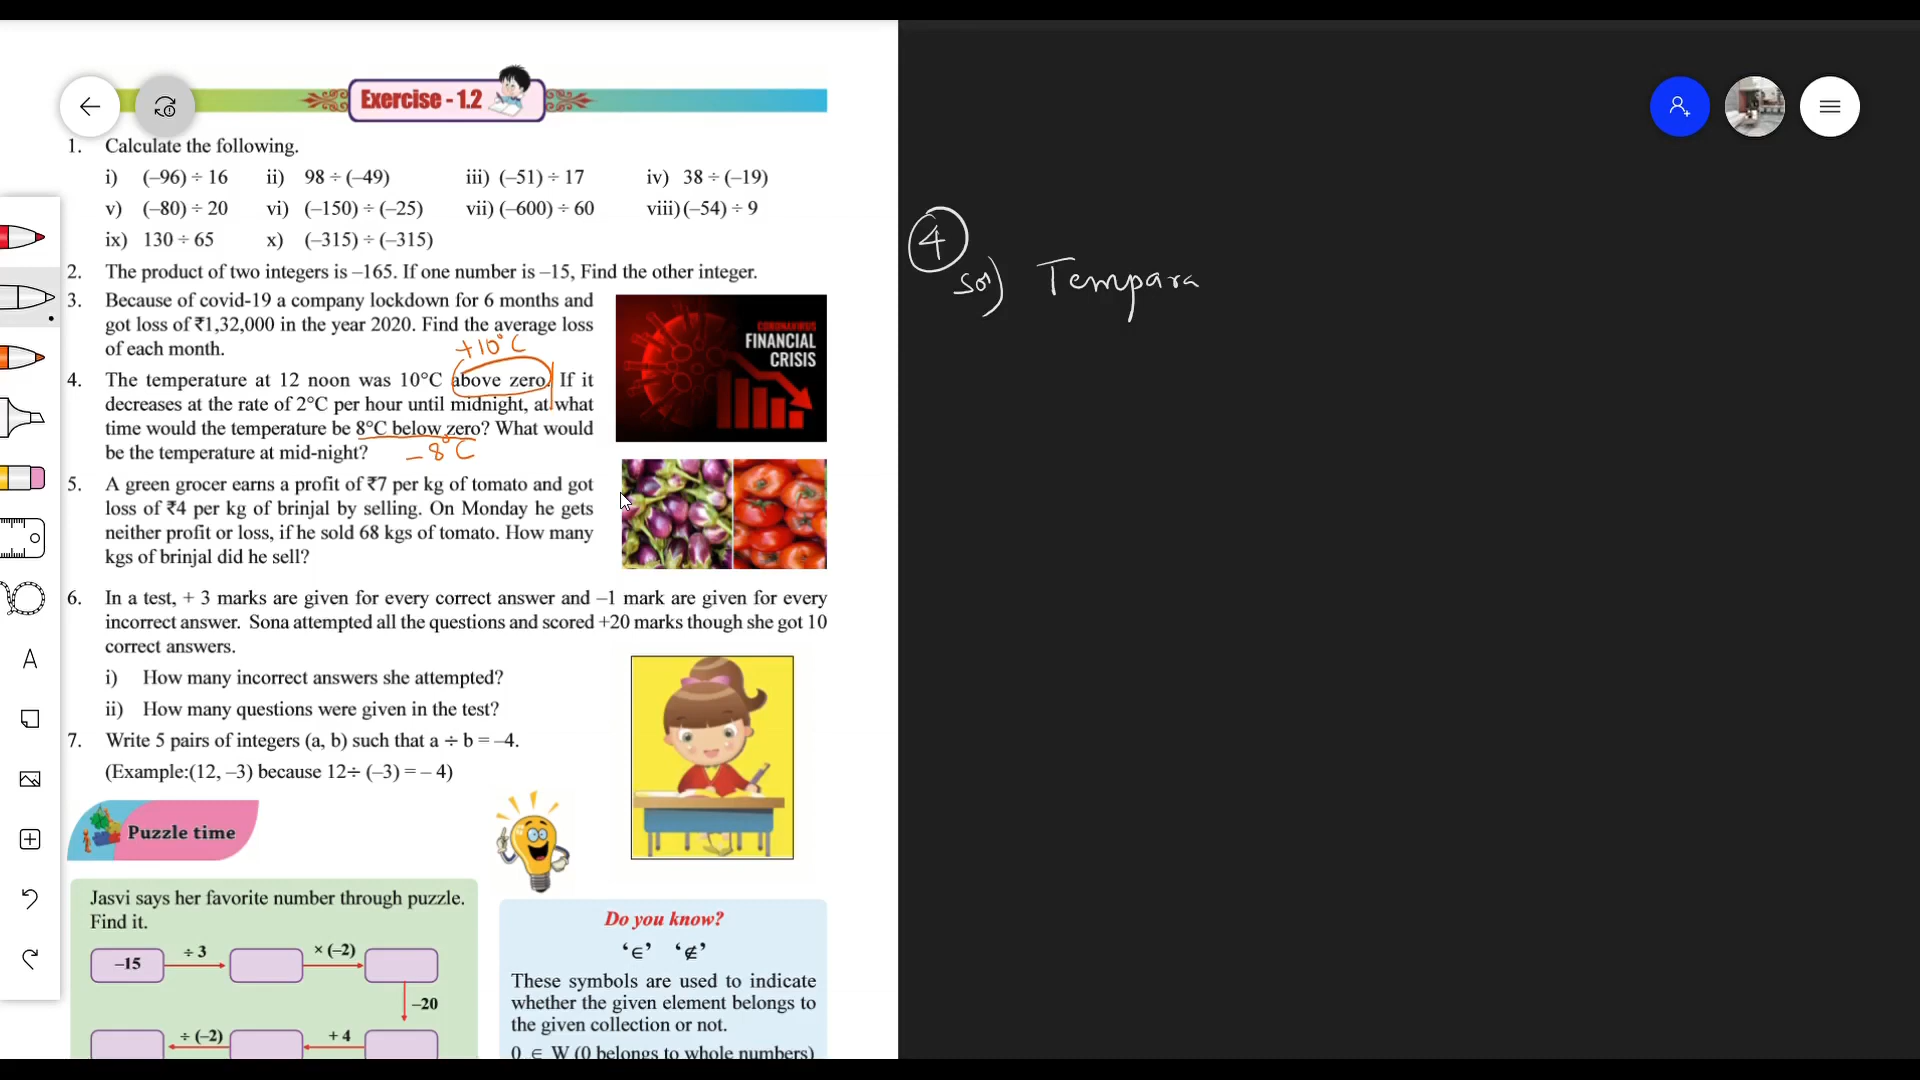 Exercise - 1.2
1. Calculate the following.
i) (–96) ÷ 16 ii) 98 ÷ (–49) iii) (–51) ÷ 17 iv) 38 ÷ (–19)
v) (–80) ÷ 20 vi) (–150) ÷ (–25) vii) (–600) ÷ 60 viii) (–54) ÷ 9
ix) 130 ÷ 65 x) (–315) ÷ (–315)
2. The product of two integers is –165. If one number is –15, Find the other integer.
3. Because of covid-19 a company lockdown for 6 months and
got loss of ₹1,32,000 in the year 2020. Find the average loss
of each month.
+10°C
CORONAVIRUS
FINANCIAL
CRISIS
4. The temperature at 12 noon was 10°C above zero. If it
decreases at the rate of 2°C per hour until midnight, at what
time would the temperature be 8°C below zero? What would
be the temperature at mid-night?
–8°C
5. A green grocer earns a profit of ₹7 per kg of tomato and got
loss of ₹4 per kg of brinjal by selling. On Monday he gets
neither profit or loss, if he sold 68 kgs of tomato. How many
kgs of brinjal did he sell?
6. In a test, + 3 marks are given for every correct answer and –1 mark are given for every
incorrect answer. Sona attempted all the questions and scored +20 marks though she got 10
correct answers.
i) How many incorrect answers she attempted?
ii) How many questions were given in the test?
7. Write 5 pairs of integers (a, b) such that a ÷ b = –4.
(Example:(12, –3) because 12÷ (–3) = – 4)
Puzzle time
Jasvi says her favorite number through puzzle.
Find it.
–15 ÷ 3 × (–2)
–20
÷ (–2) + 4
Do you know?
‘∈’ ‘∉’
These symbols are used to indicate
whether the given element belongs to
the given collection or not.
0 ∈ W (0 belongs to whole numbers)
4
sol) Tempara
A